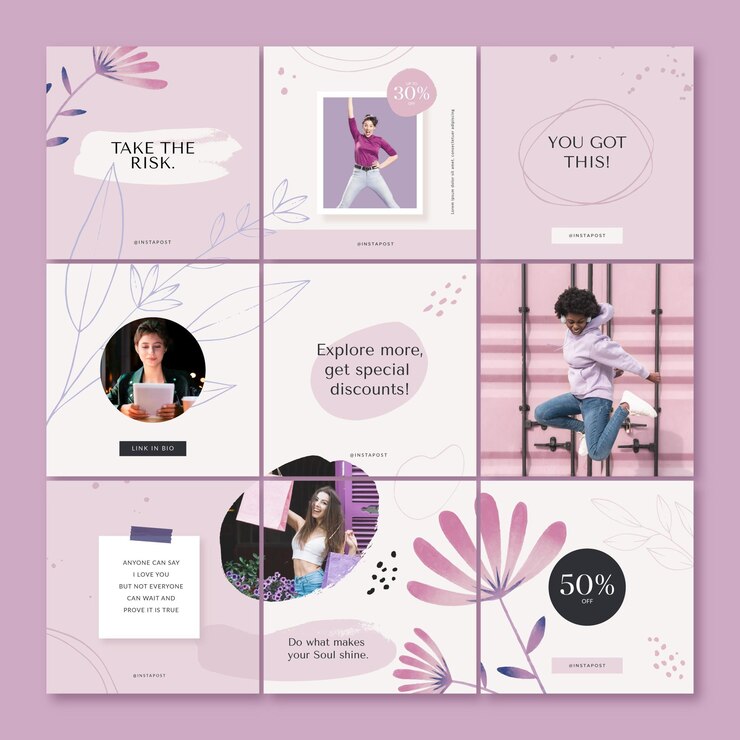 TAKE THE
RISK.
@INSTAPOST
UP TO
30%
OFF
Lorem ipsum dolor sit amet, consectetuer adipiscing
@INSTAPOST
YOU GOT
THIS!
@INSTAPOST
LINK IN BIO
Explore more,
get special
discounts!
@INSTAPOST
ANYONE CAN SAY
I LOVE YOU
BUT NOT EVERYONE
CAN WAIT AND
PROVE IT IS TRUE
@INSTAPOST
Do what makes
your Soul shine.
50%
OFF
@INSTAPOST